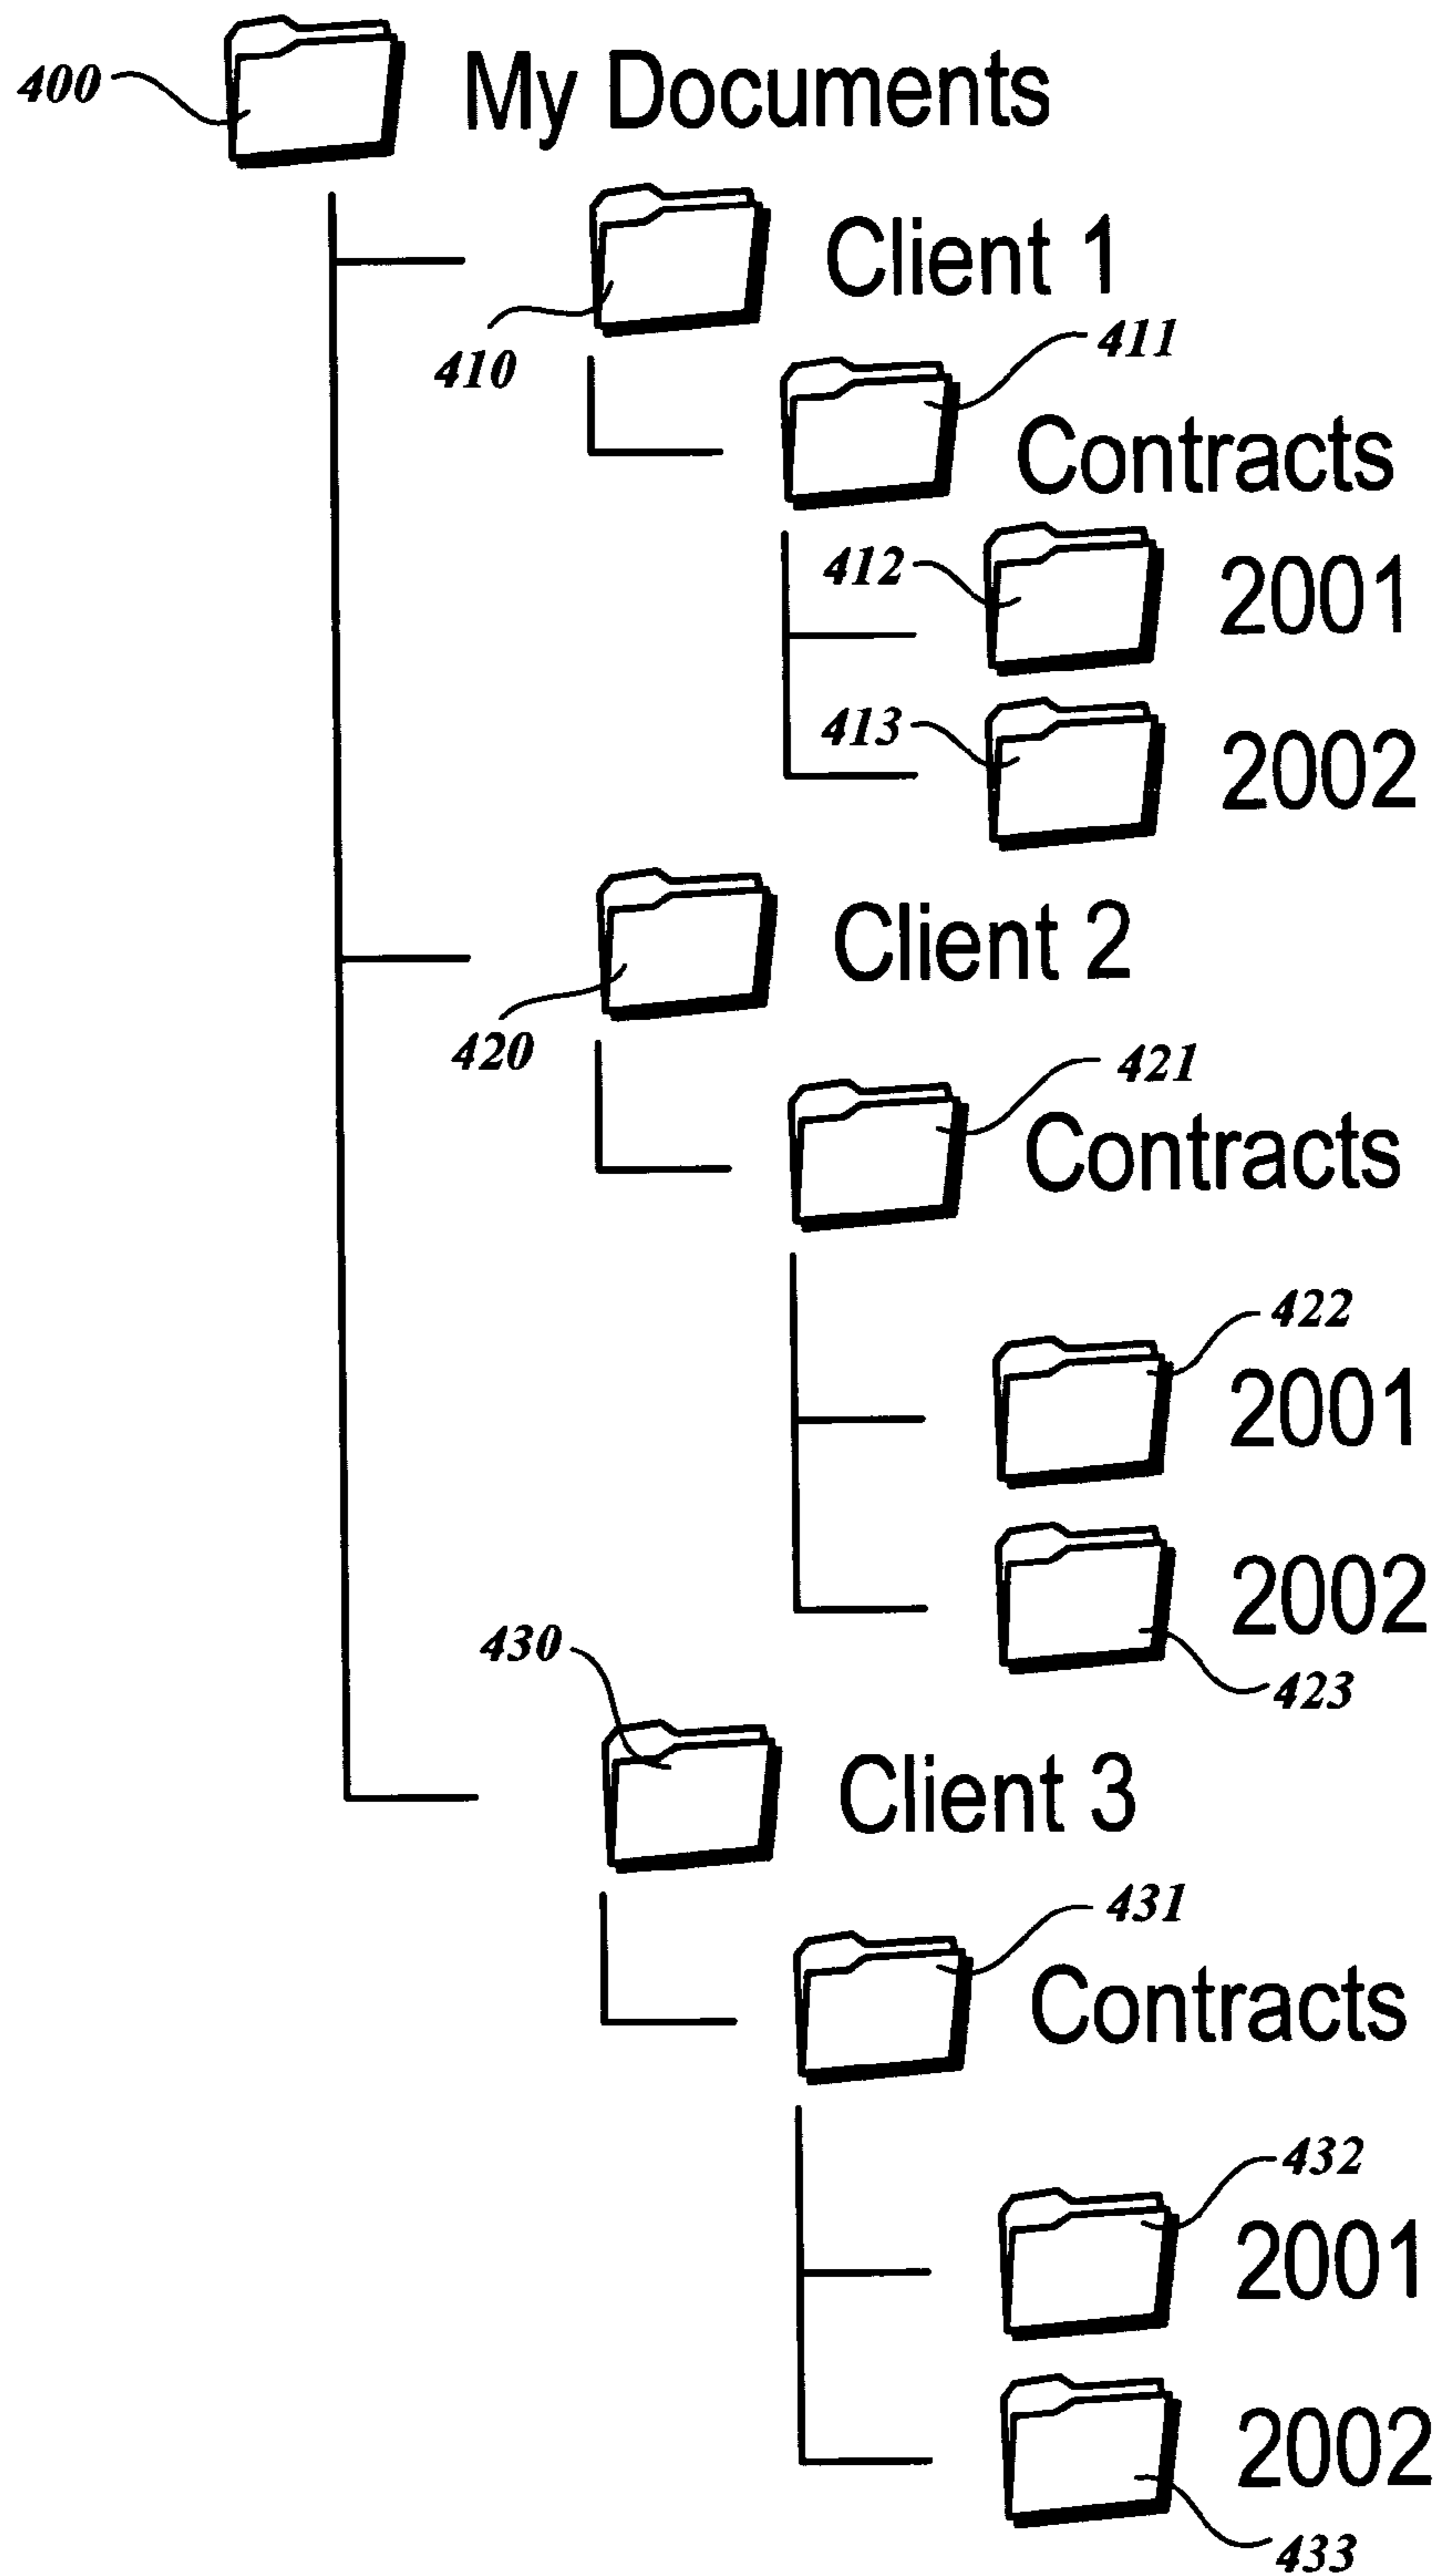 400 My Documents
Client 1
410
411
Contracts
412 2001
413 2002
Client 2
420
421
Contracts
422
2001
2002
423
430
Client 3
431
Contracts
432
2001
2002
433